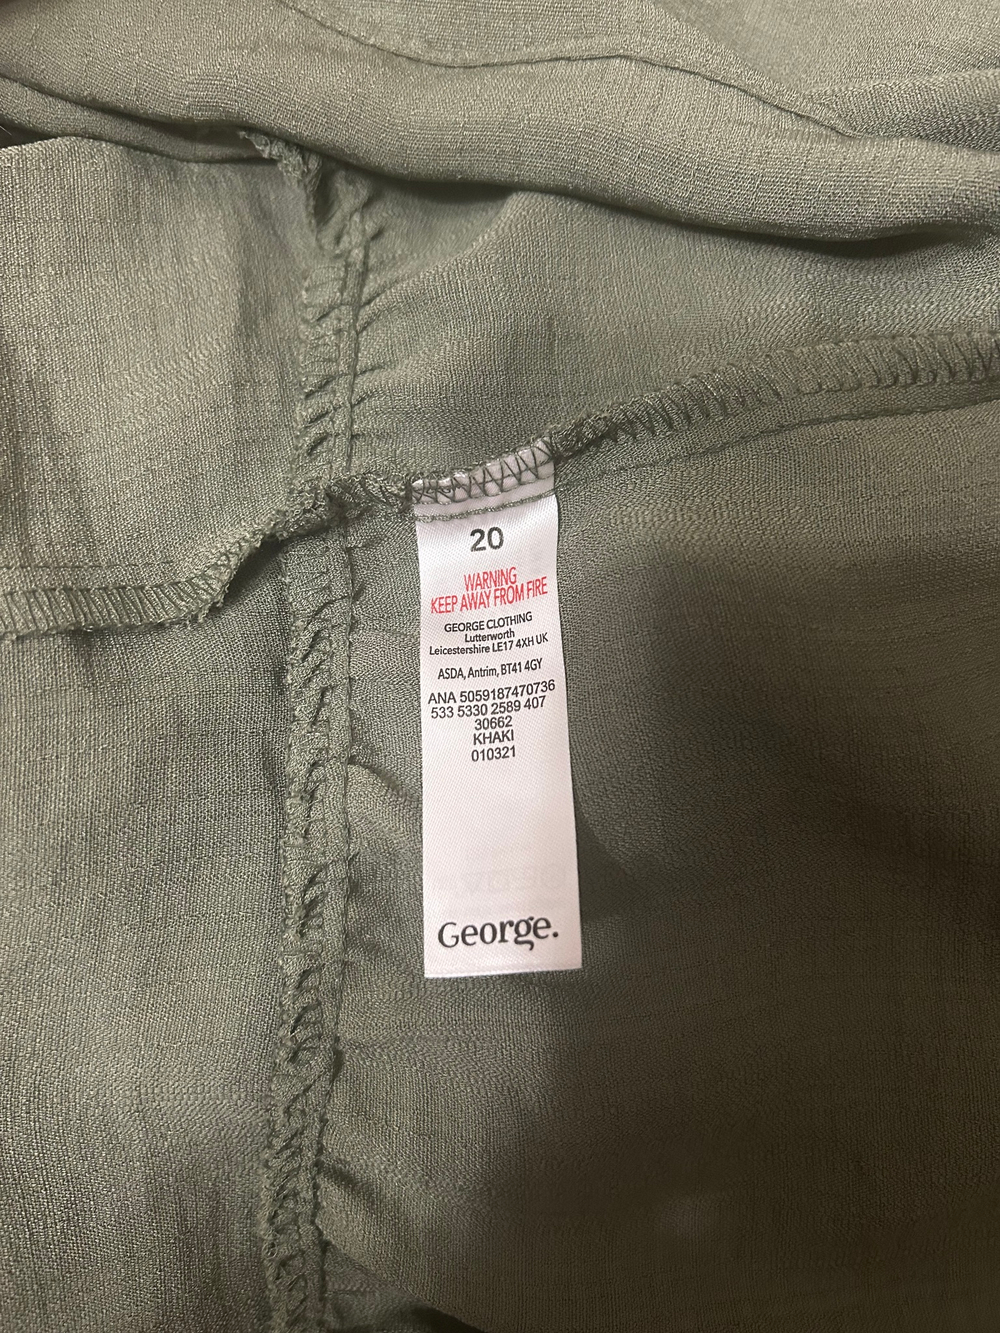 20
WARNING
KEEP AWAY FROM FIRE
GEORGE CLOTHING
Lutterworth
Leicestershire LE17 4XH UK
ASDA, Antrim, BT41 4GY
ANA 5059187470736
533 5330 2589 407
30662
KHAKI
010321
George.